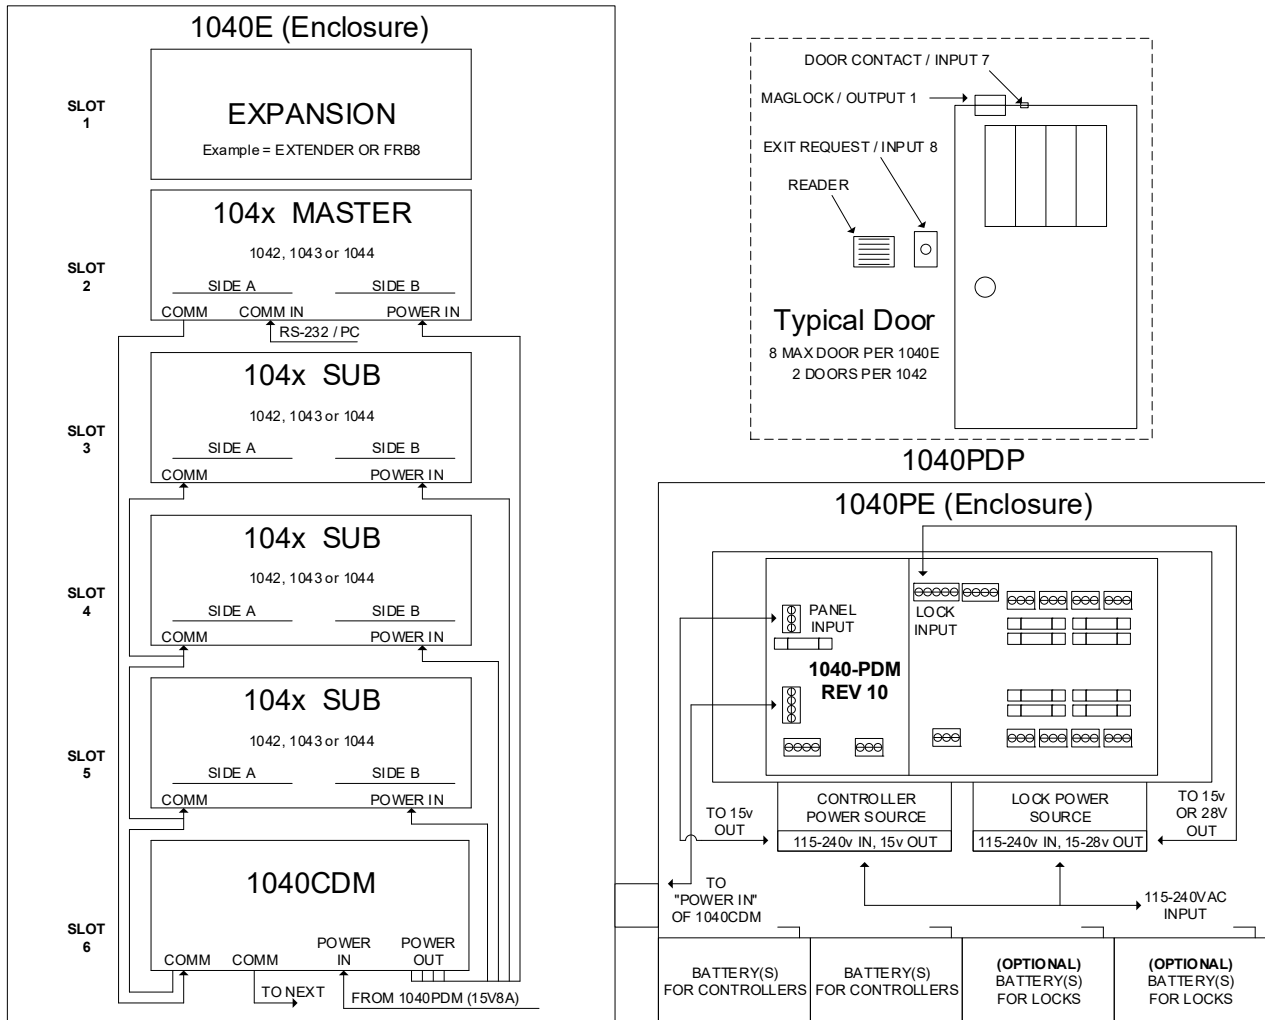 1040E (Enclosure)
SLOT
1
EXPANSION
Example = EXTENDER OR FRB8
SLOT
2
104x MASTER
1042, 1043 or 1044
SIDE A
SIDE B
COMM
COMM IN
POWER IN
RS-232 / PC
SLOT
3
104x SUB
1042, 1043 or 1044
SIDE A
SIDE B
COMM
POWER IN
SLOT
4
104x SUB
1042, 1043 or 1044
SIDE A
SIDE B
COMM
POWER IN
SLOT
5
104x SUB
1042, 1043 or 1044
SIDE A
SIDE B
COMM
POWER IN
SLOT
6
1040CDM
COMM
COMM
POWER
IN
POWER
OUT
TO NEXT
FROM 1040PDM (15V8A)
DOOR CONTACT / INPUT 7
MAGLOCK / OUTPUT 1
EXIT REQUEST / INPUT 8
READER
Typical Door
8 MAX DOOR PER 1040E
2 DOORS PER 1042
1040PDP
1040PE (Enclosure)
PANEL
INPUT
LOCK
INPUT
1040-PDM
REV 10
TO 15v
OUT
CONTROLLER
POWER SOURCE
115-240v IN, 15v OUT
LOCK POWER
SOURCE
115-240v IN, 15-28v OUT
TO 15v
OR 28V
OUT
TO
"POWER IN"
OF 1040CDM
115-240VAC
INPUT
BATTERY(S)
FOR CONTROLLERS
BATTERY(S)
FOR CONTROLLERS
(OPTIONAL)
BATTERY(S)
FOR LOCKS
(OPTIONAL)
BATTERY(S)
FOR LOCKS